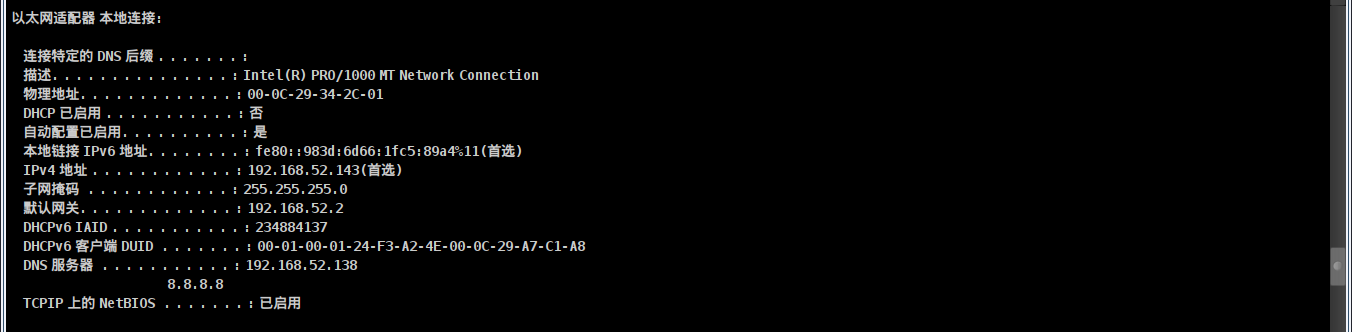 以太网适配器 本地连接:
连接特定的 DNS 后缀 . . . . . . . :
描述. . . . . . . . . . . . . . . : Intel(R) PRO/1000 MT Network Connection
物理地址. . . . . . . . . . . . . : 00-0C-29-34-2C-01
DHCP 已启用 . . . . . . . . . . . : 否
自动配置已启用. . . . . . . . . . : 是
本地链接 IPv6 地址. . . . . . . . : fe80::983d:6d66:1fc5:89a4%11(首选)
IPv4 地址 . . . . . . . . . . . . : 192.168.52.143(首选)
子网掩码 . . . . . . . . . . . . : 255.255.255.0
默认网关. . . . . . . . . . . . . : 192.168.52.2
DHCPv6 IAID . . . . . . . . . . . : 234884137
DHCPv6 客户端 DUID . . . . . . . : 00-01-00-01-24-F3-A2-4E-00-0C-29-A7-C1-A8
DNS 服务器 . . . . . . . . . . . : 192.168.52.138
8.8.8.8
TCPIP 上的 NetBIOS . . . . . . . : 已启用